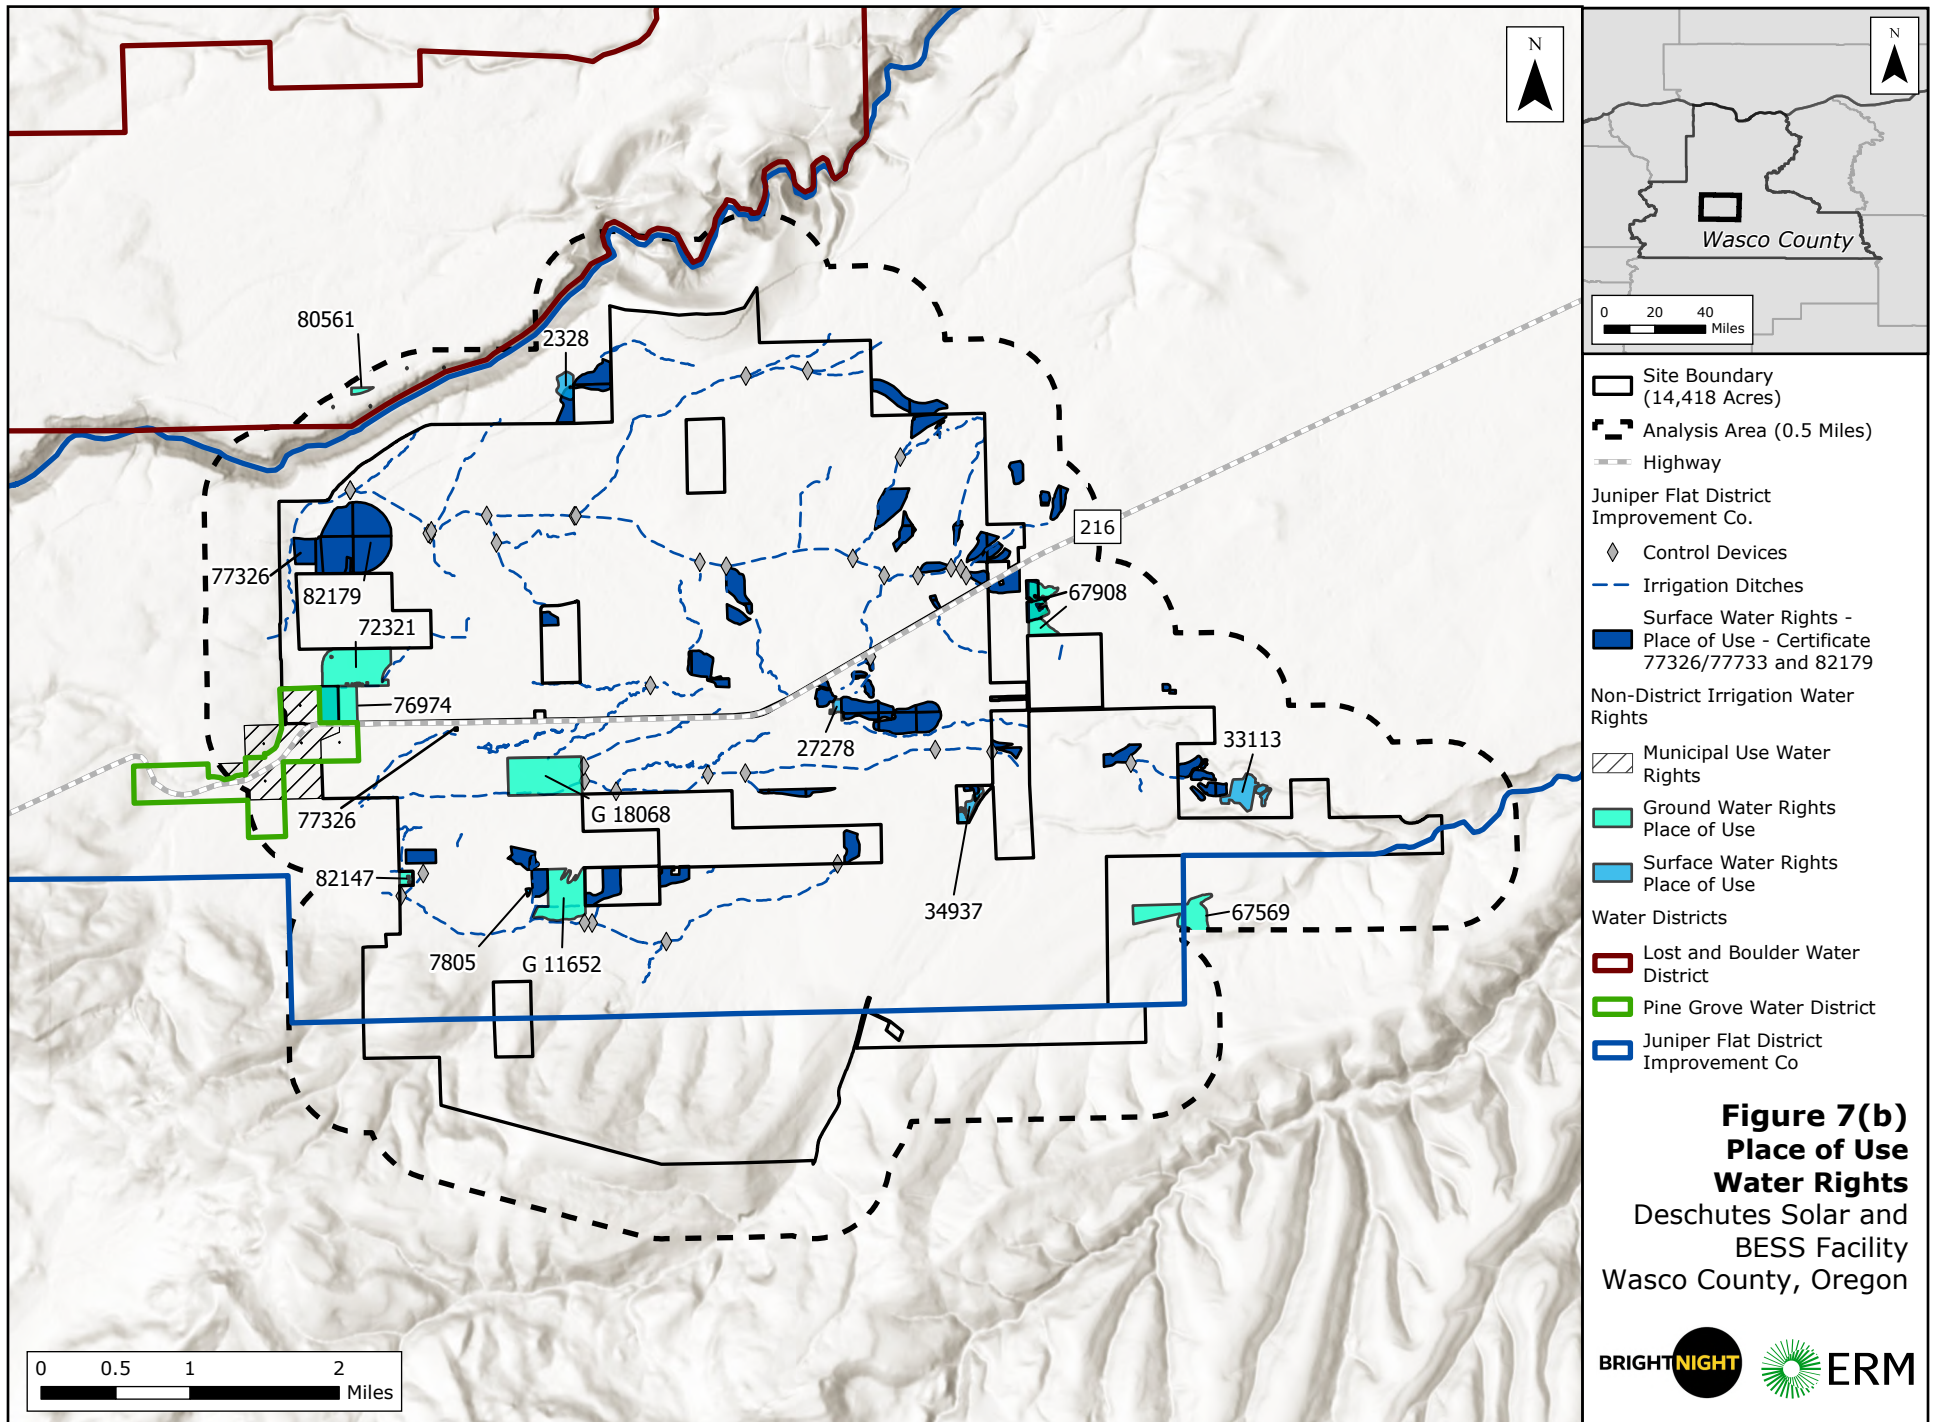 N
80561
2328
216
77326
82179
67908
72321
76974
27278
33113
77326
G 18068
82147
34937
67569
7805
G 11652
0 0.5 1 2
Miles
N
Wasco County
0 20 40
Miles
Site Boundary
(14,418 Acres)
Analysis Area (0.5 Miles)
Highway
Juniper Flat District
Improvement Co.
Control Devices
Irrigation Ditches
Surface Water Rights -
Place of Use - Certificate
77326/77733 and 82179
Non-District Irrigation Water
Rights
Municipal Use Water
Rights
Ground Water Rights
Place of Use
Surface Water Rights
Place of Use
Water Districts
Lost and Boulder Water
District
Pine Grove Water District
Juniper Flat District
Improvement Co
Figure 7(b)
Place of Use
Water Rights
Deschutes Solar and
BESS Facility
Wasco County, Oregon
BRIGHTNIGHT
ERM